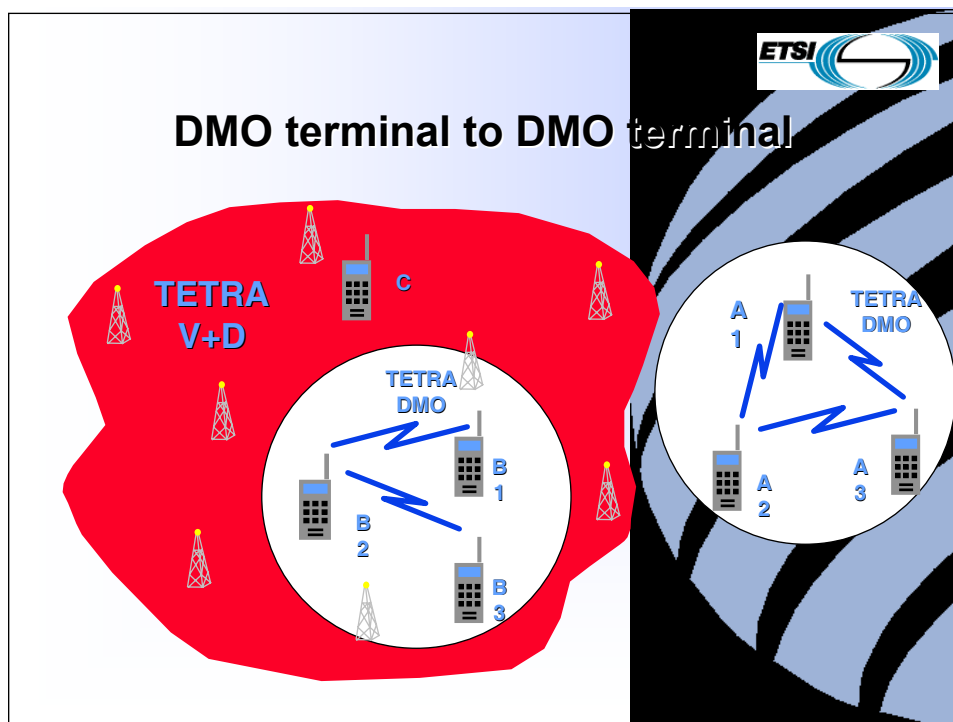 ETSI
DMO terminal to DMO terminal
TETRA
V+D
C
TETRA
DMO
B
1
B
2
B
3
TETRA
DMO
A
1
A
2
A
3